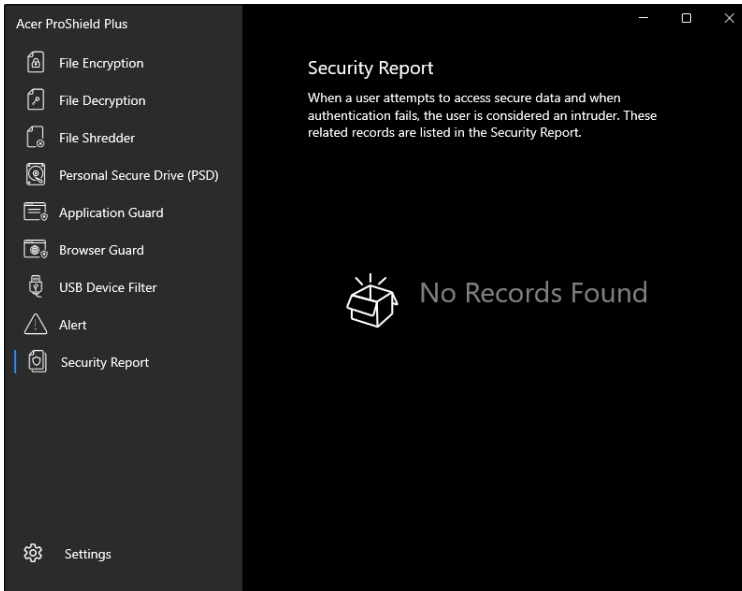 Acer ProShield Plus
File Encryption
File Decryption
File Shredder
Personal Secure Drive (PSD)
Application Guard
Browser Guard
USB Device Filter
Alert
Security Report
Settings
Security Report
When a user attempts to access secure data and when
authentication fails, the user is considered an intruder. These
related records are listed in the Security Report.
No Records Found